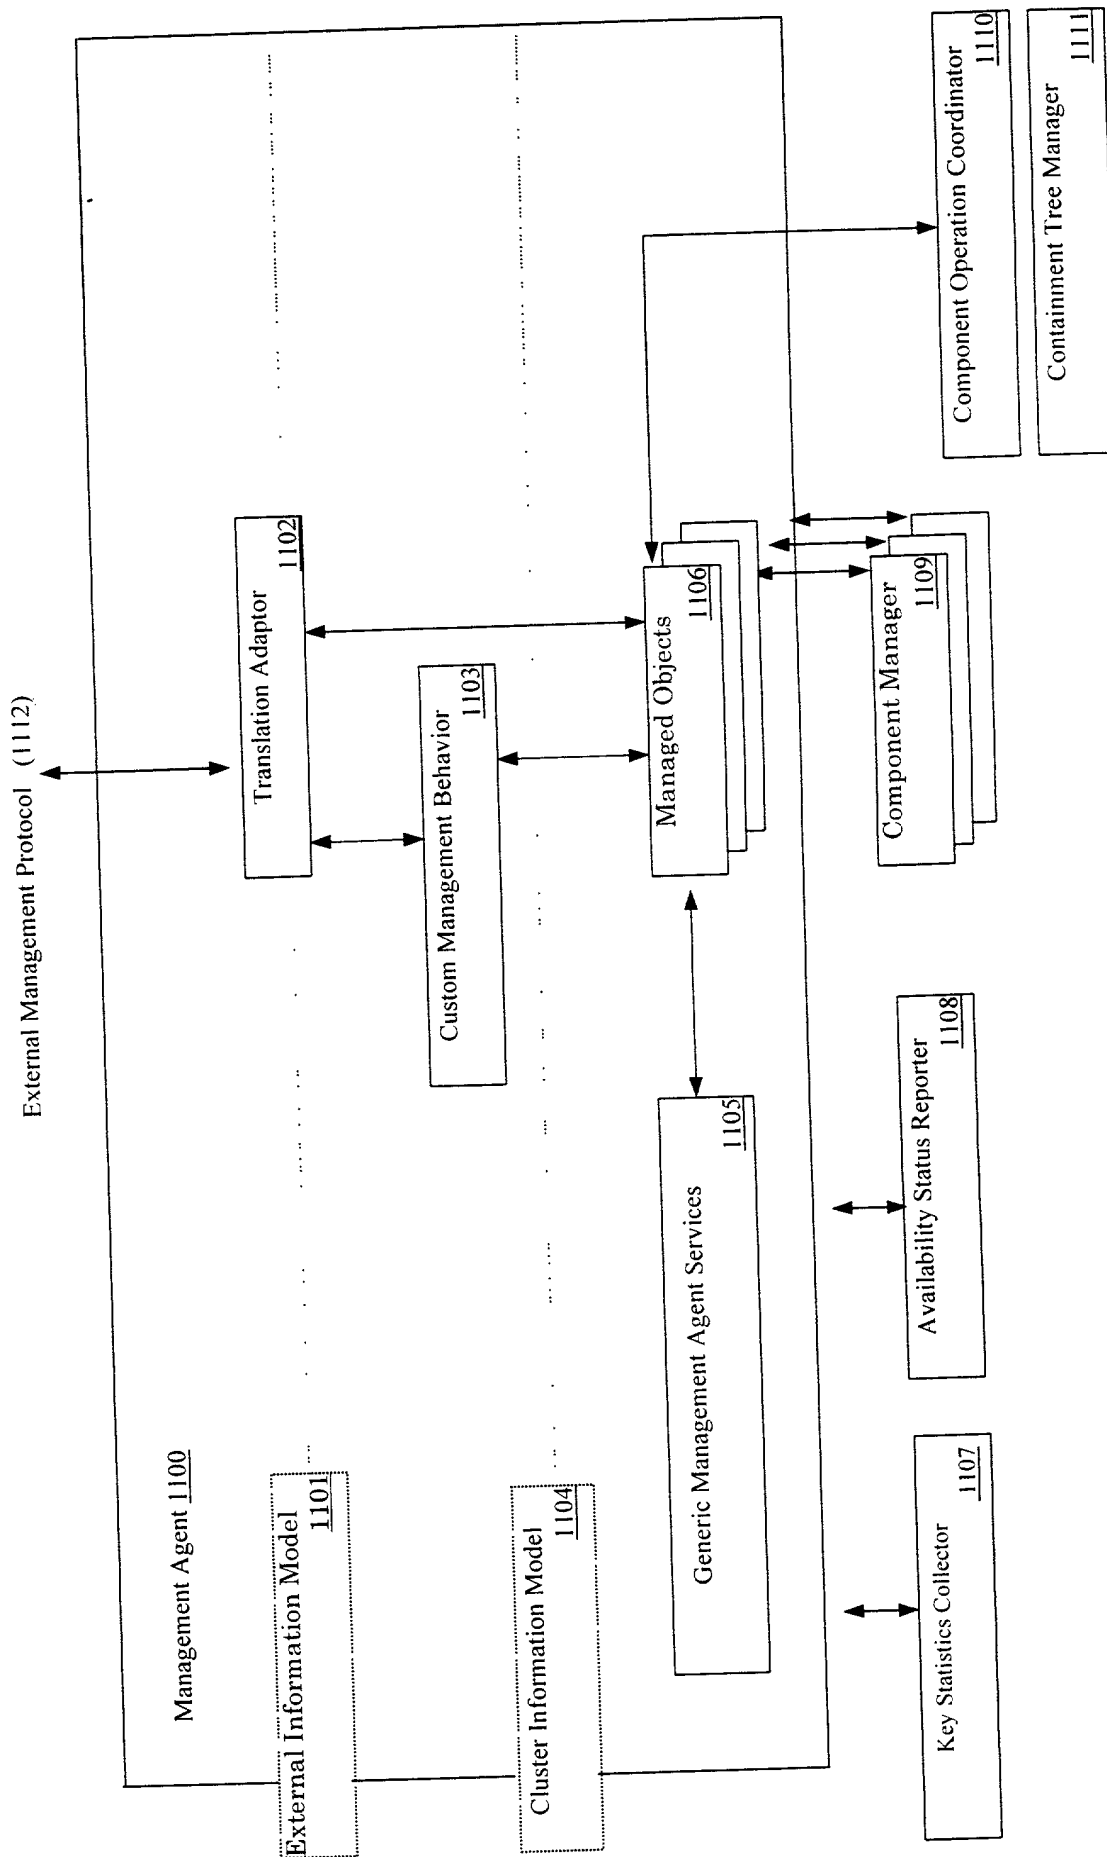 External Management Protocol (1112)
Management Agent 1100
External Information Model
1101
Translation Adaptor
1102
Custom Management Behavior
1103
Cluster Information Model
1104
Generic Management Agent Services
1105
Managed Objects
1106
Key Statistics Collector
1107
Availability Status Reporter
1108
Component Manager
1109
Component Operation Coordinator
1110
Containment Tree Manager
1111